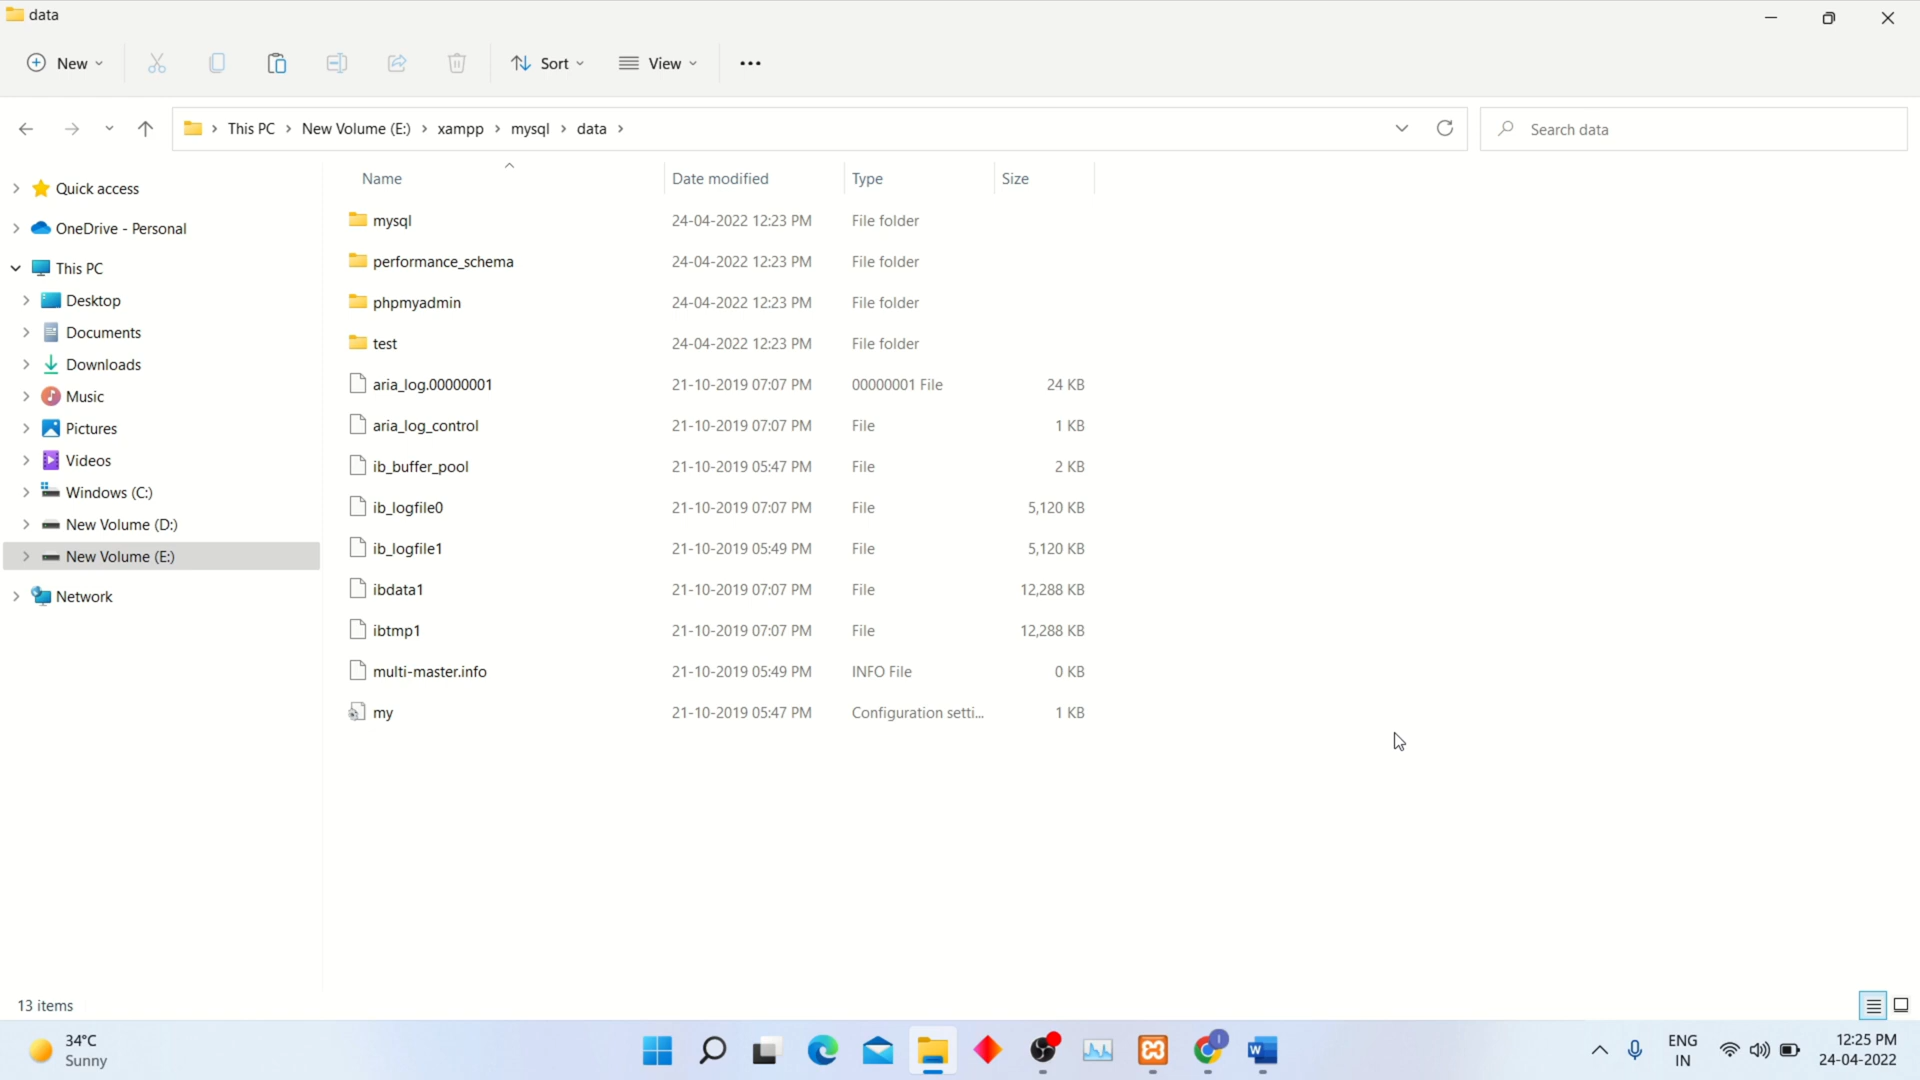 data
New
Sort
View
This PC > New Volume (E:) > xampp > mysql > data >
Search data
Quick access
OneDrive - Personal
This PC
Desktop
Documents
Downloads
Music
Pictures
Videos
Windows (C:)
New Volume (D:)
New Volume (E:)
Network
Name Date modified Type Size
mysql 24-04-2022 12:23 PM File folder
performance_schema 24-04-2022 12:23 PM File folder
phpmyadmin 24-04-2022 12:23 PM File folder
test 24-04-2022 12:23 PM File folder
aria_log.00000001 21-10-2019 07:07 PM 00000001 File 24 KB
aria_log_control 21-10-2019 07:07 PM File 1 KB
ib_buffer_pool 21-10-2019 05:47 PM File 2 KB
ib_logfile0 21-10-2019 07:07 PM File 5,120 KB
ib_logfile1 21-10-2019 05:49 PM File 5,120 KB
ibdata1 21-10-2019 07:07 PM File 12,288 KB
ibtmp1 21-10-2019 07:07 PM File 12,288 KB
multi-master.info 21-10-2019 05:49 PM INFO File 0 KB
my 21-10-2019 05:47 PM Configuration setti... 1 KB
13 items
34°C
Sunny
ENG
IN
12:25 PM
24-04-2022